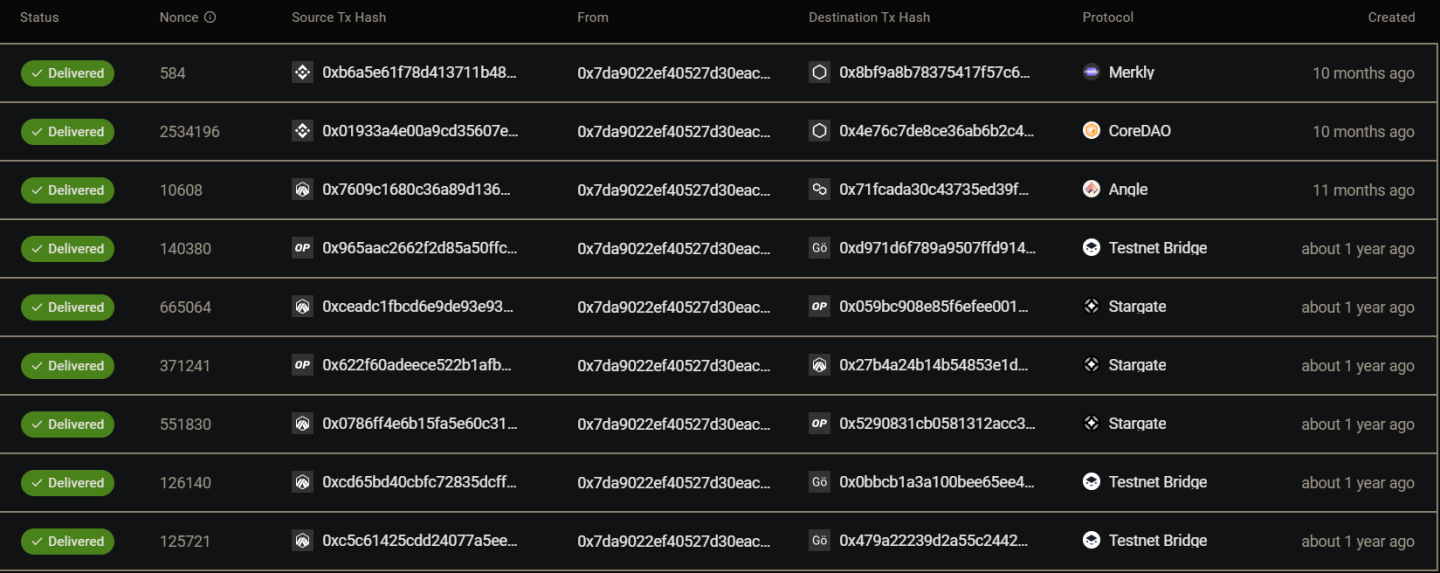 Status Nonce Source Tx Hash From Destination Tx Hash Protocol Created
Delivered 584 0xb6a5e61f78d413711b48... 0x7da9022ef40527d30eac... 0x8bf9a8b78375417f57c6... Merkly 10 months ago
Delivered 2534196 0x01933a4e00a9cd35607e... 0x7da9022ef40527d30eac... 0x4e76c7de8ce36ab6b2c4... CoreDAO 10 months ago
Delivered 10608 0x7609c1680c36a89d136... 0x7da9022ef40527d30eac... 0x71fcada30c43735ed39f... Angle 11 months ago
Delivered 140380 OP 0x965aac2662f2d85a50ffc... 0x7da9022ef40527d30eac... Gö 0xd971d6f789a9507ffd914... Testnet Bridge about 1 year ago
Delivered 665064 0xceadc1fbcd6e9de93e93... 0x7da9022ef40527d30eac... OP 0x059bc908e85f6efee001... Stargate about 1 year ago
Delivered 371241 OP 0x622f60adeece522b1afb... 0x7da9022ef40527d30eac... 0x27b4a24b14b54853e1d... Stargate about 1 year ago
Delivered 551830 0x0786ff4e6b15fa5e60c31... 0x7da9022ef40527d30eac... OP 0x5290831cb0581312acc3... Stargate about 1 year ago
Delivered 126140 0xcd65bd40cbfc72835dcff... 0x7da9022ef40527d30eac... Gö 0x0bbcb1a3a100bee65ee4... Testnet Bridge about 1 year ago
Delivered 125721 0xc5c61425cdd24077a5ee... 0x7da9022ef40527d30eac... Gö 0x479a22239d2a55c2442... Testnet Bridge about 1 year ago